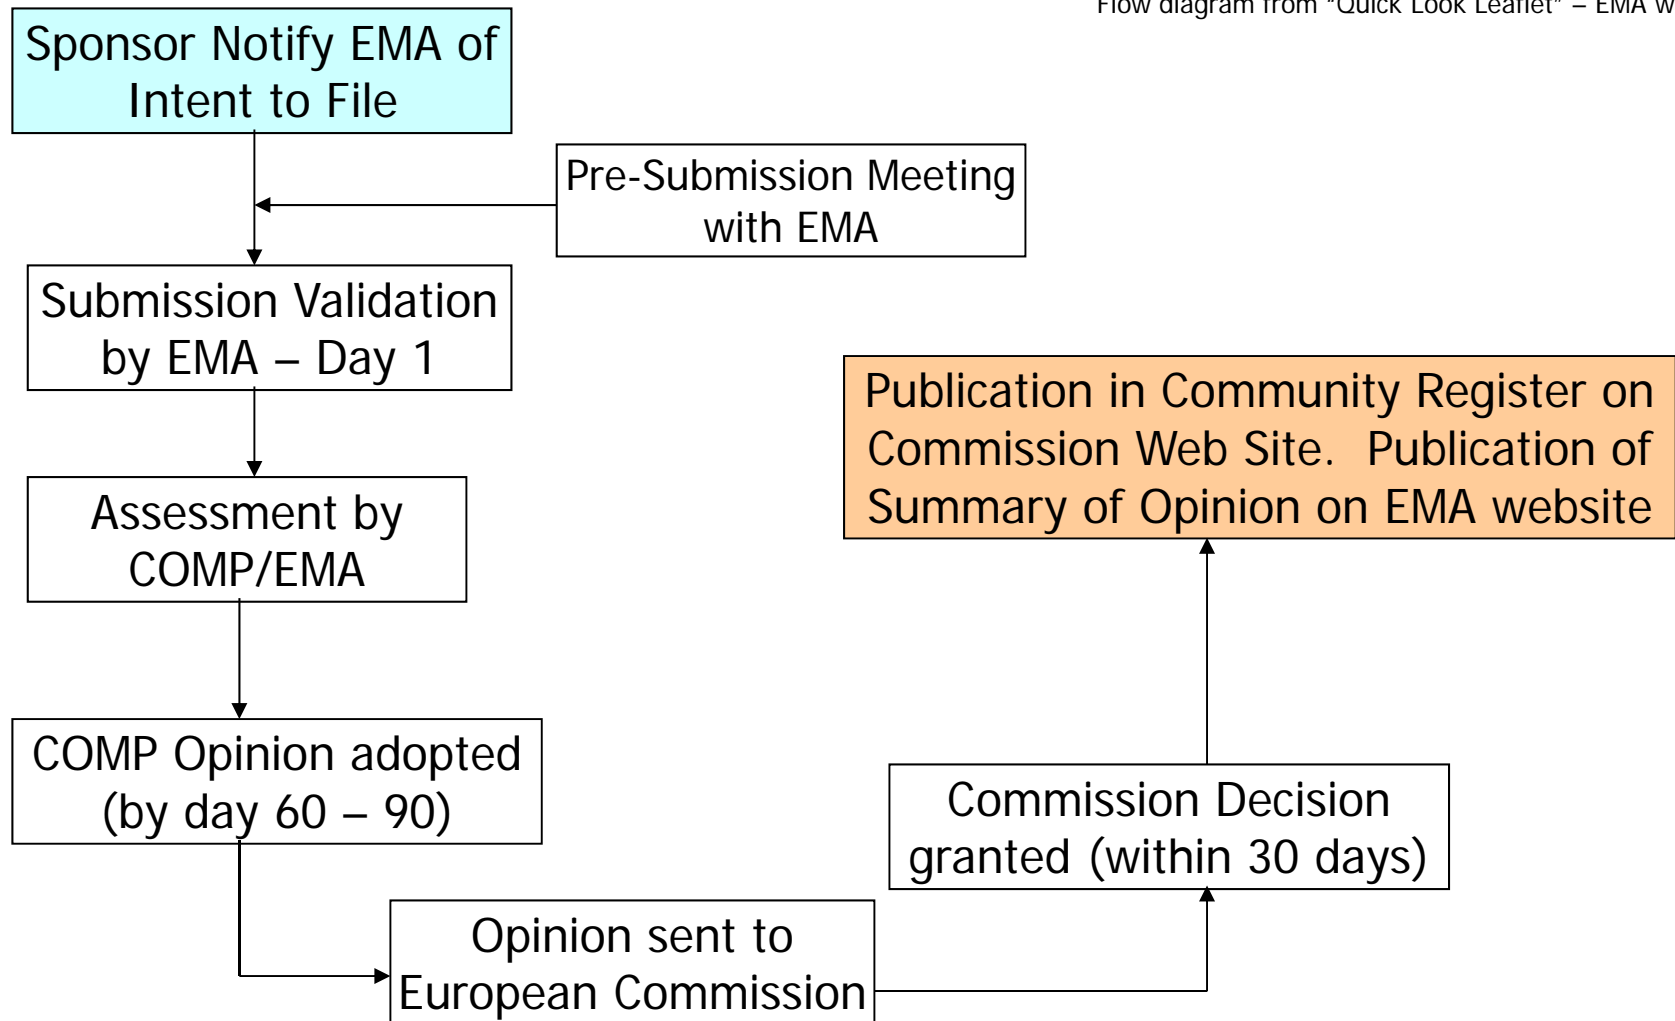 Flow diagram from "Quick Look Leaflet" – EMA
Sponsor Notify EMA of
Intent to File
Pre-Submission Meeting
with EMA
Submission Validation
by EMA – Day 1
Assessment by
COMP/EMA
COMP Opinion adopted
(by day 60 – 90)
Opinion sent to
European Commission
Commission Decision
granted (within 30 days)
Publication in Community Register on
Commission Web Site.  Publication of
Summary of Opinion on EMA website